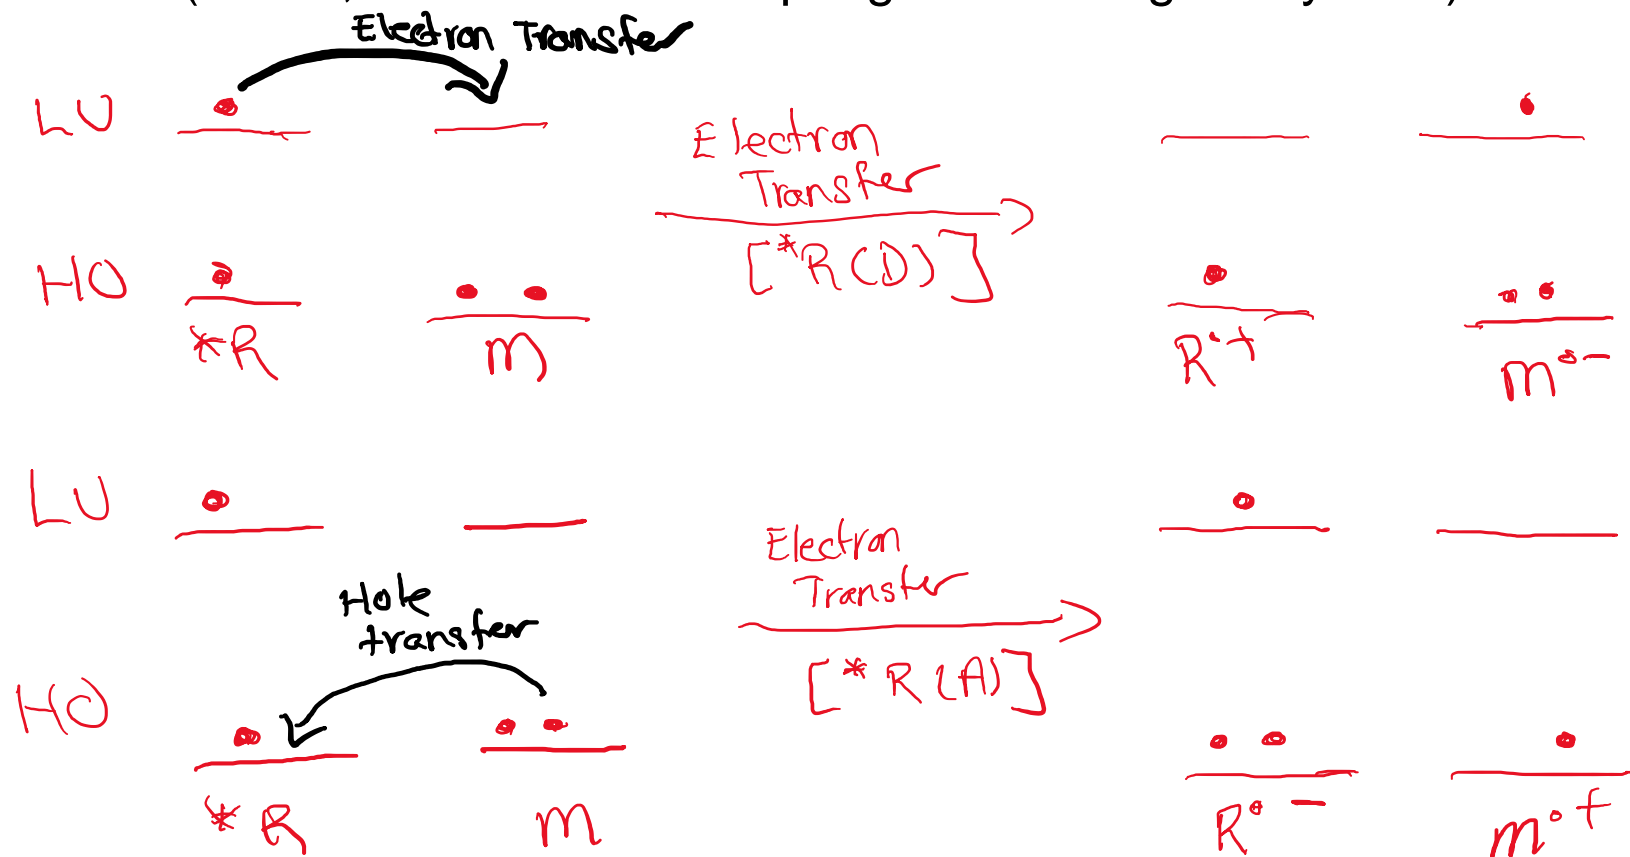 Electron Transfer
LU
Electron
Transfer
[*R(D)]
HO
*R
m
R•+
m•−
LU
Electron
Transfer
Hole
transfer
[*R(A)]
HO
*R
m
R•−
m•+